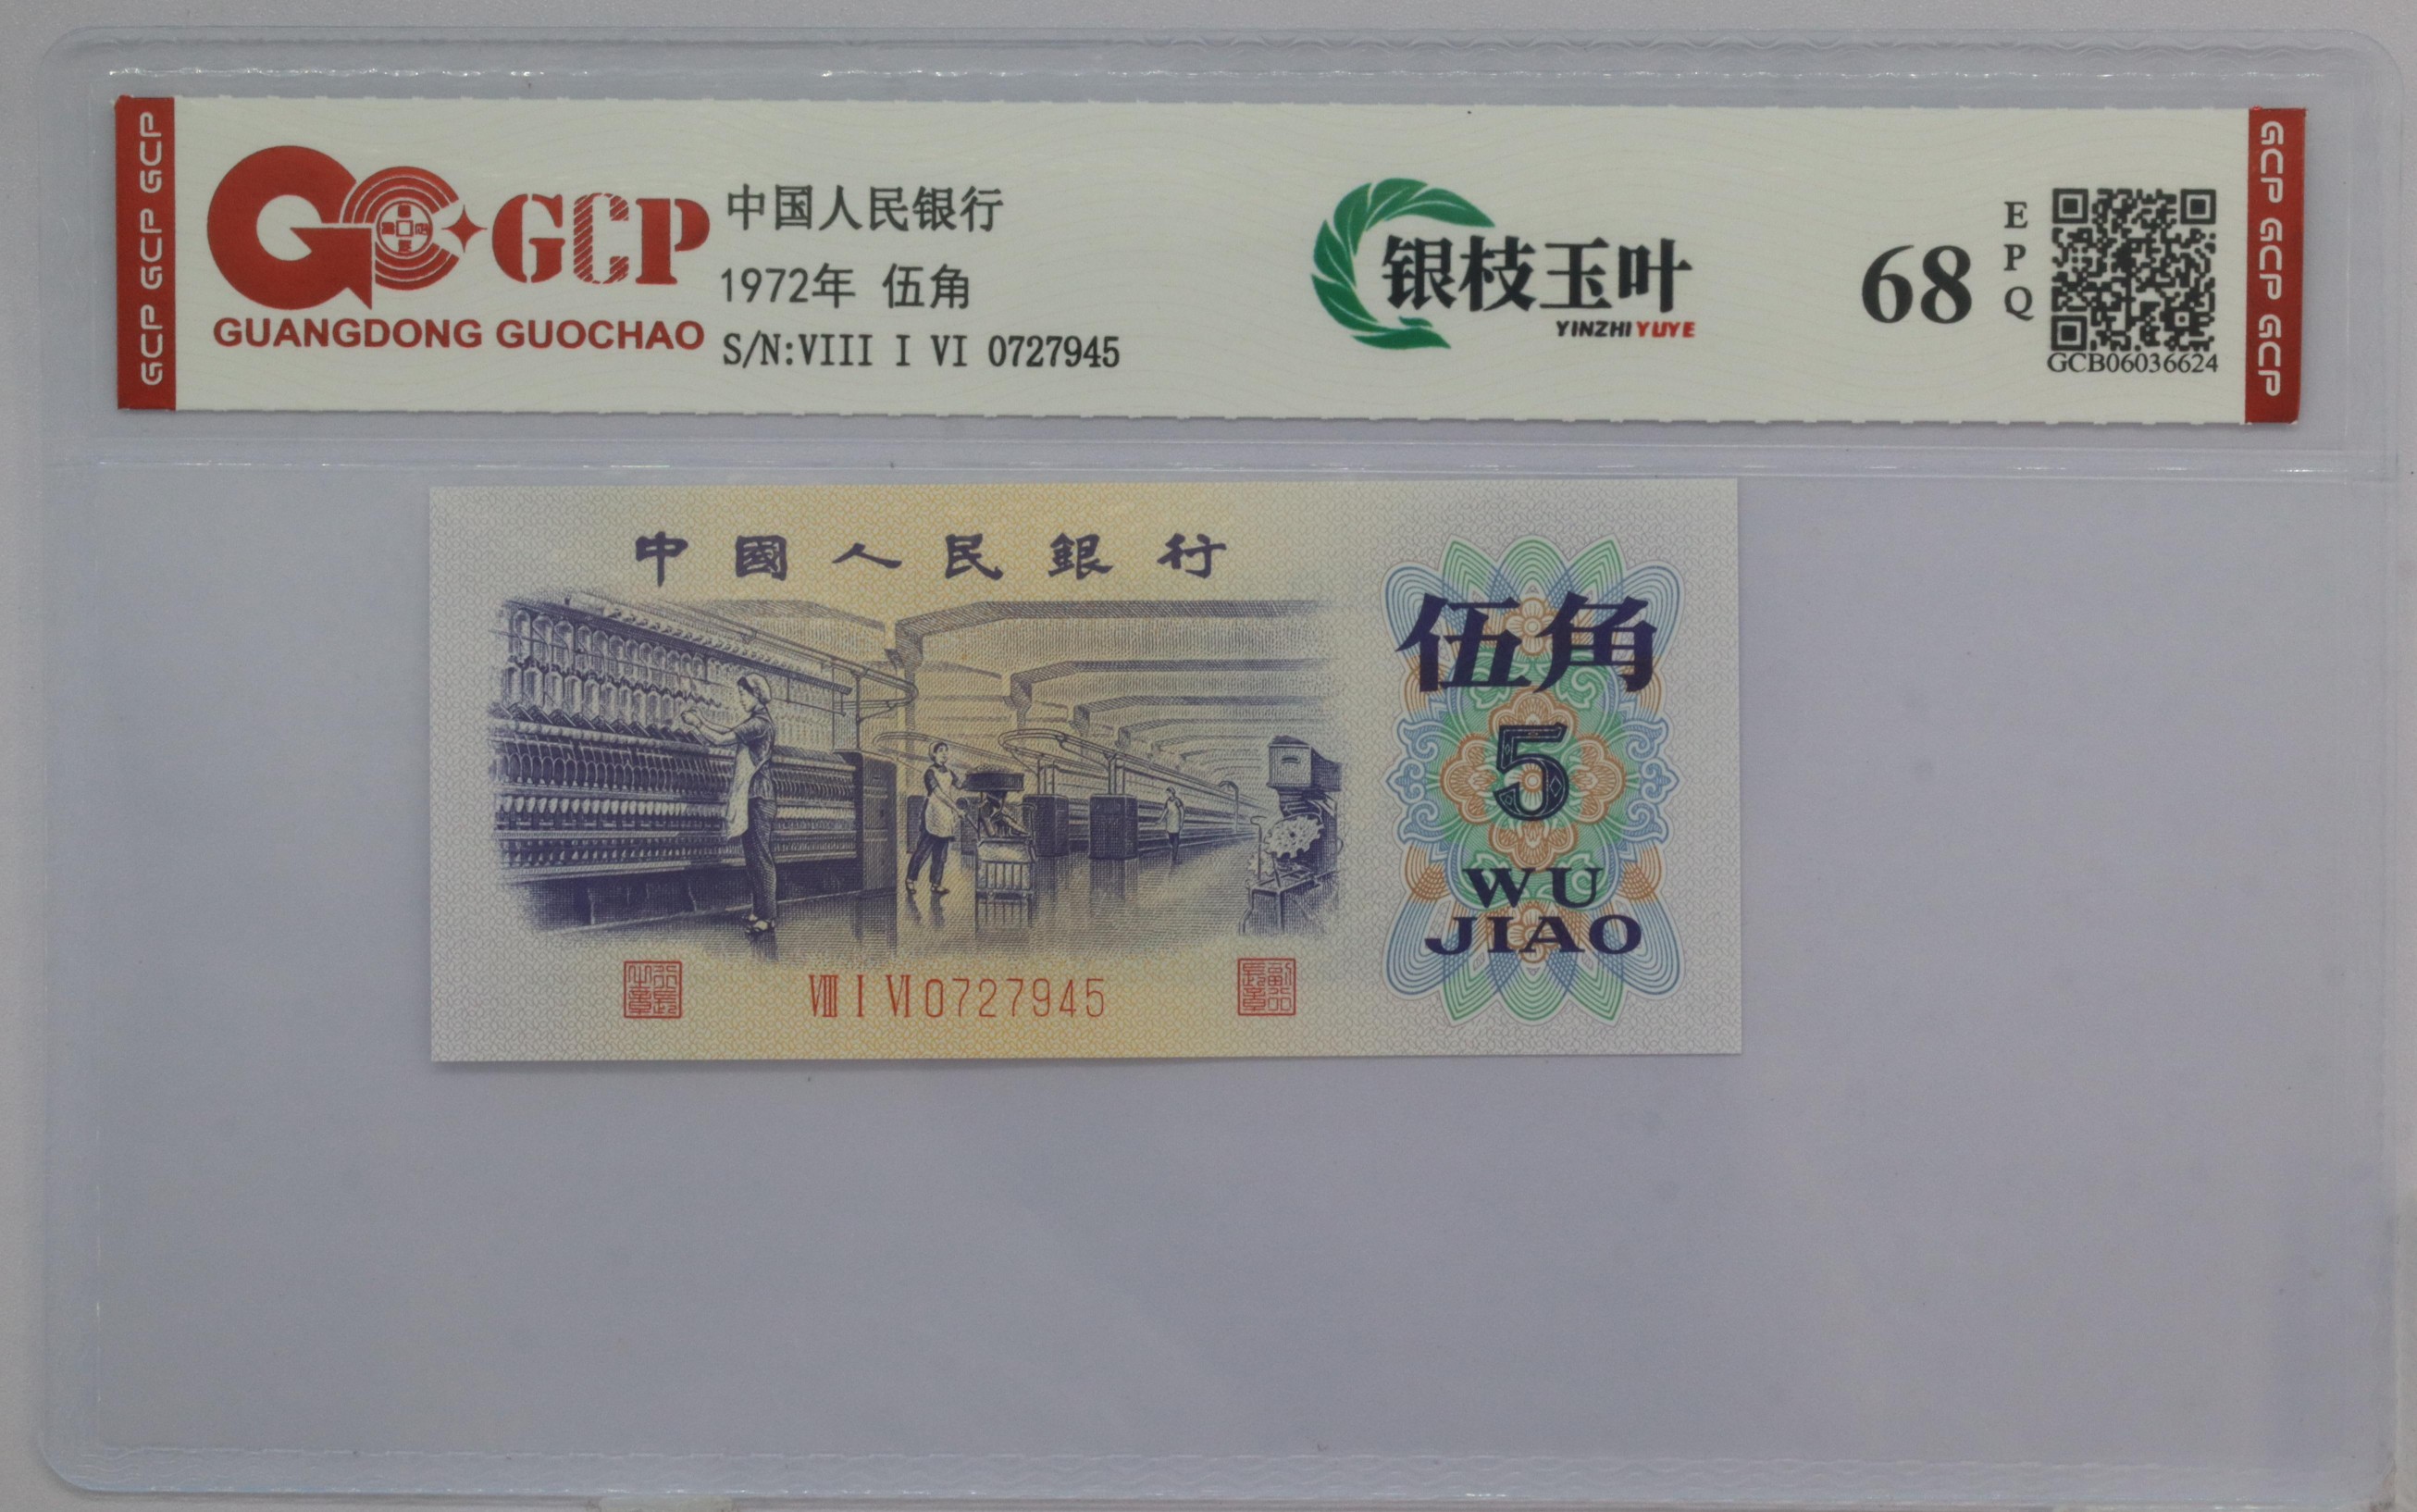 GCP GCP GCP
GCP
GUANGDONG GUOCHAO
中国人民银行
1972年 伍角
S/N:VIII I VI 0727945
银枝玉叶
YINZHI YUYE
68
EPQ
GCB06036624
GCP GCP GCP
中國人民銀行
伍角
5
WU
JIAO
Ⅷ Ⅰ Ⅵ 0727945